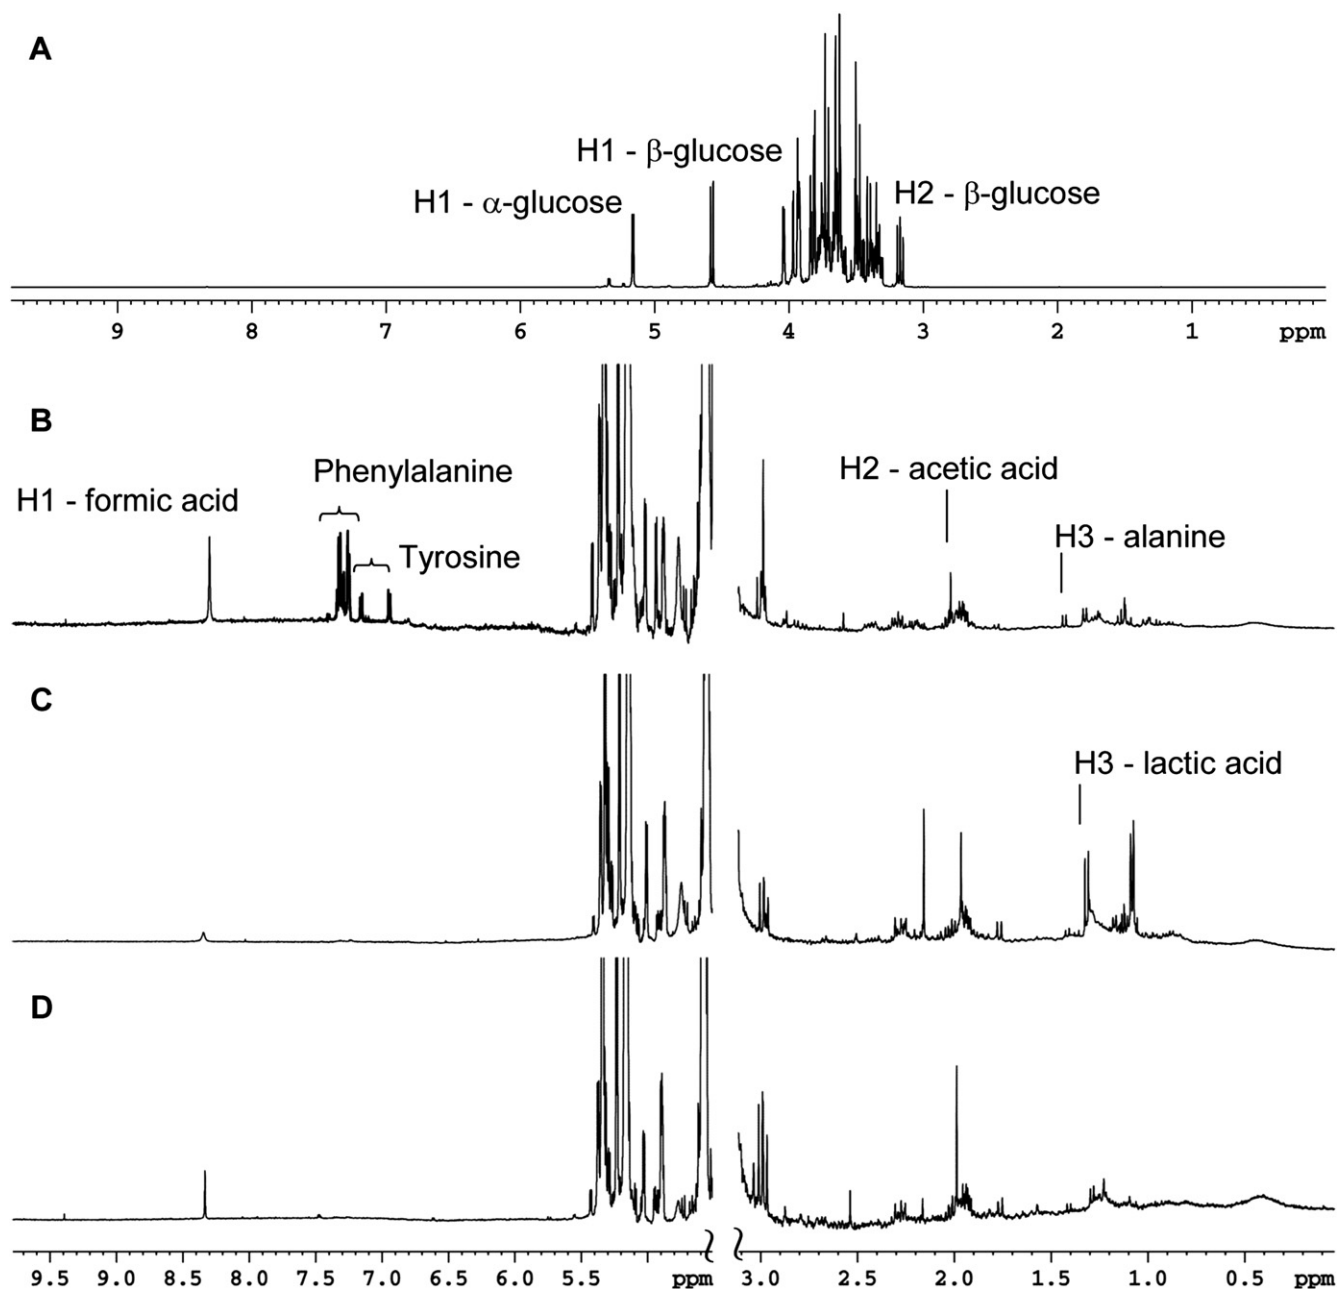 A
H1 - β-glucose
H1 - α-glucose
H2 - β-glucose
9 8 7 6 5 4 3 2 1 ppm
B
H2 - acetic acid
Phenylalanine
H1 - formic acid
H3 - alanine
Tyrosine
C
H3 - lactic acid
D
9.5 9.0 8.5 8.0 7.5 7.0 6.5 6.0 5.5 ppm 3.0 2.5 2.0 1.5 1.0 0.5 ppm